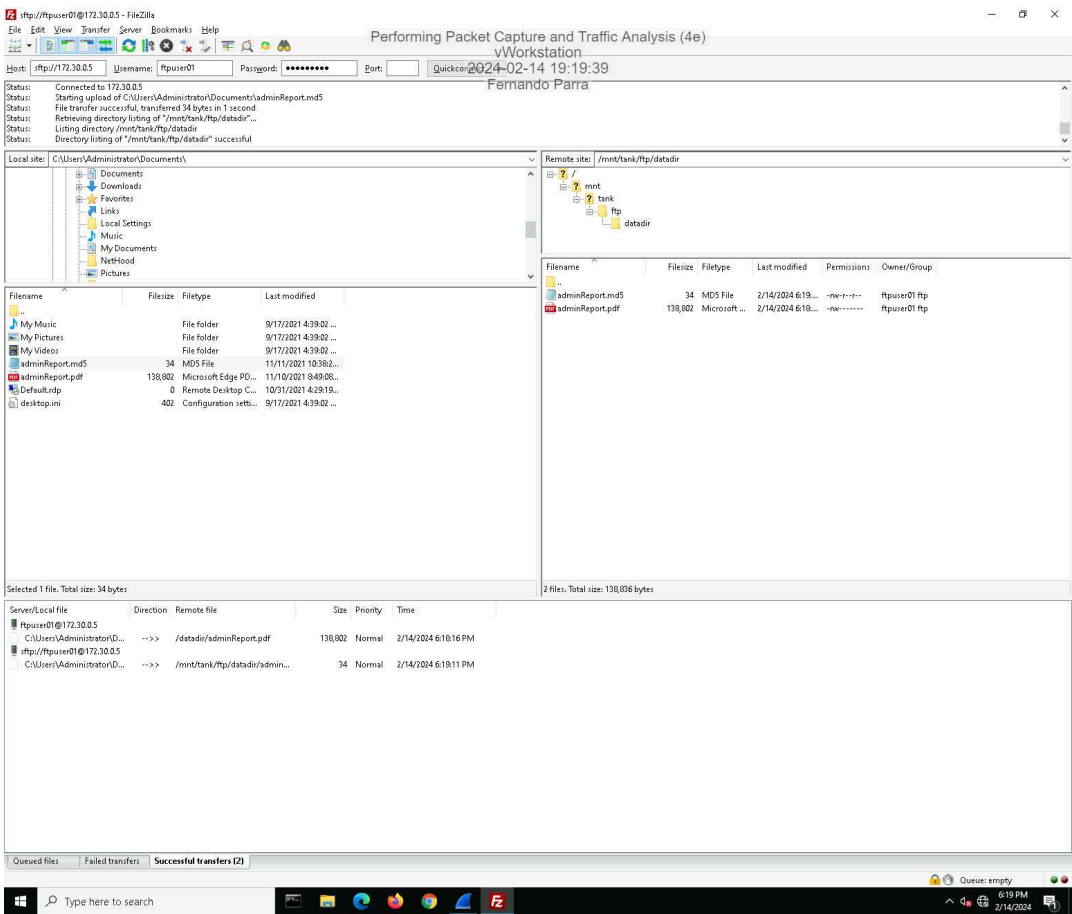 sftp://ftpuser01@172.30.0.5 - FileZilla
File Edit View Transfer Server Bookmarks Help
Performing Packet Capture and Traffic Analysis (4e)
vWorkstation
2024-02-14 19:19:39
Fernando Parra
Host: sftp://172.30.0.5 Username: ftpuser01 Password: ●●●●●●●●● Port:
Status: Connected to 172.30.0.5
Status: Starting upload of C:\Users\Administrator\Documents\adminReport.md5
Status: File transfer successful, transferred 34 bytes in 1 second
Status: Retrieving directory listing of "/mnt/tank/ftp/datadir"...
Status: Listing directory /mnt/tank/ftp/datadir
Status: Directory listing of "/mnt/tank/ftp/datadir" successful
Local site: C:\Users\Administrator\Documents\
Documents
Downloads
Favorites
Links
Local Settings
Music
My Documents
NetHood
Pictures
Filename Filesize Filetype Last modified
..
My Music File folder 9/17/2021 4:39:02 ...
My Pictures File folder 9/17/2021 4:39:02 ...
My Videos File folder 9/17/2021 4:39:02 ...
adminReport.md5 34 MD5 File 11/11/2021 10:38:2...
adminReport.pdf 138,802 Microsoft Edge PD... 11/10/2021 8:49:08...
Default.rdp 0 Remote Desktop C... 10/31/2021 4:29:19...
desktop.ini 402 Configuration setti... 9/17/2021 4:39:02 ...
Selected 1 file. Total size: 34 bytes
Remote site: /mnt/tank/ftp/datadir
/
mnt
tank
ftp
datadir
Filename Filesize Filetype Last modified Permissions Owner/Group
..
adminReport.md5 34 MD5 File 2/14/2024 6:19:... -rw-r--r-- ftpuser01 ftp
adminReport.pdf 138,802 Microsoft ... 2/14/2024 6:18:... -rw------- ftpuser01 ftp
2 files. Total size: 138,836 bytes
Server/Local file Direction Remote file Size Priority Time
ftpuser01@172.30.0.5
C:\Users\Administrator\D... -->> /datadir/adminReport.pdf 138,802 Normal 2/14/2024 6:18:16 PM
sftp://ftpuser01@172.30.0.5
C:\Users\Administrator\D... -->> /mnt/tank/ftp/datadir/admin... 34 Normal 2/14/2024 6:19:11 PM
Queued files Failed transfers Successful transfers (2)
Queue: empty
Type here to search
6:19 PM
2/14/2024